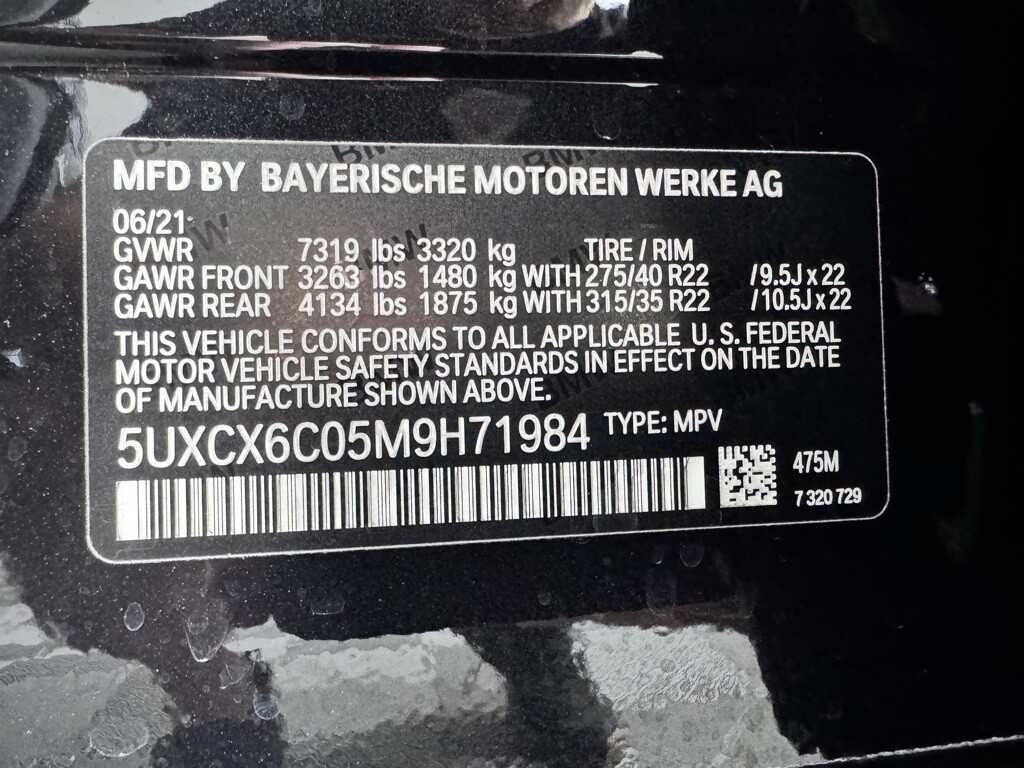 MFD BY BAYERISCHE MOTOREN WERKE AG
06/21
GVWR 7319 lbs 3320 kg TIRE / RIM
GAWR FRONT 3263 lbs 1480 kg WITH 275/40 R22 /9.5J x 22
GAWR REAR 4134 lbs 1875 kg WITH 315/35 R22 /10.5J x 22
THIS VEHICLE CONFORMS TO ALL APPLICABLE U. S. FEDERAL
MOTOR VEHICLE SAFETY STANDARDS IN EFFECT ON THE DATE
OF MANUFACTURE SHOWN ABOVE.
5UXCX6C05M9H71984 TYPE: MPV
475M
7 320 729